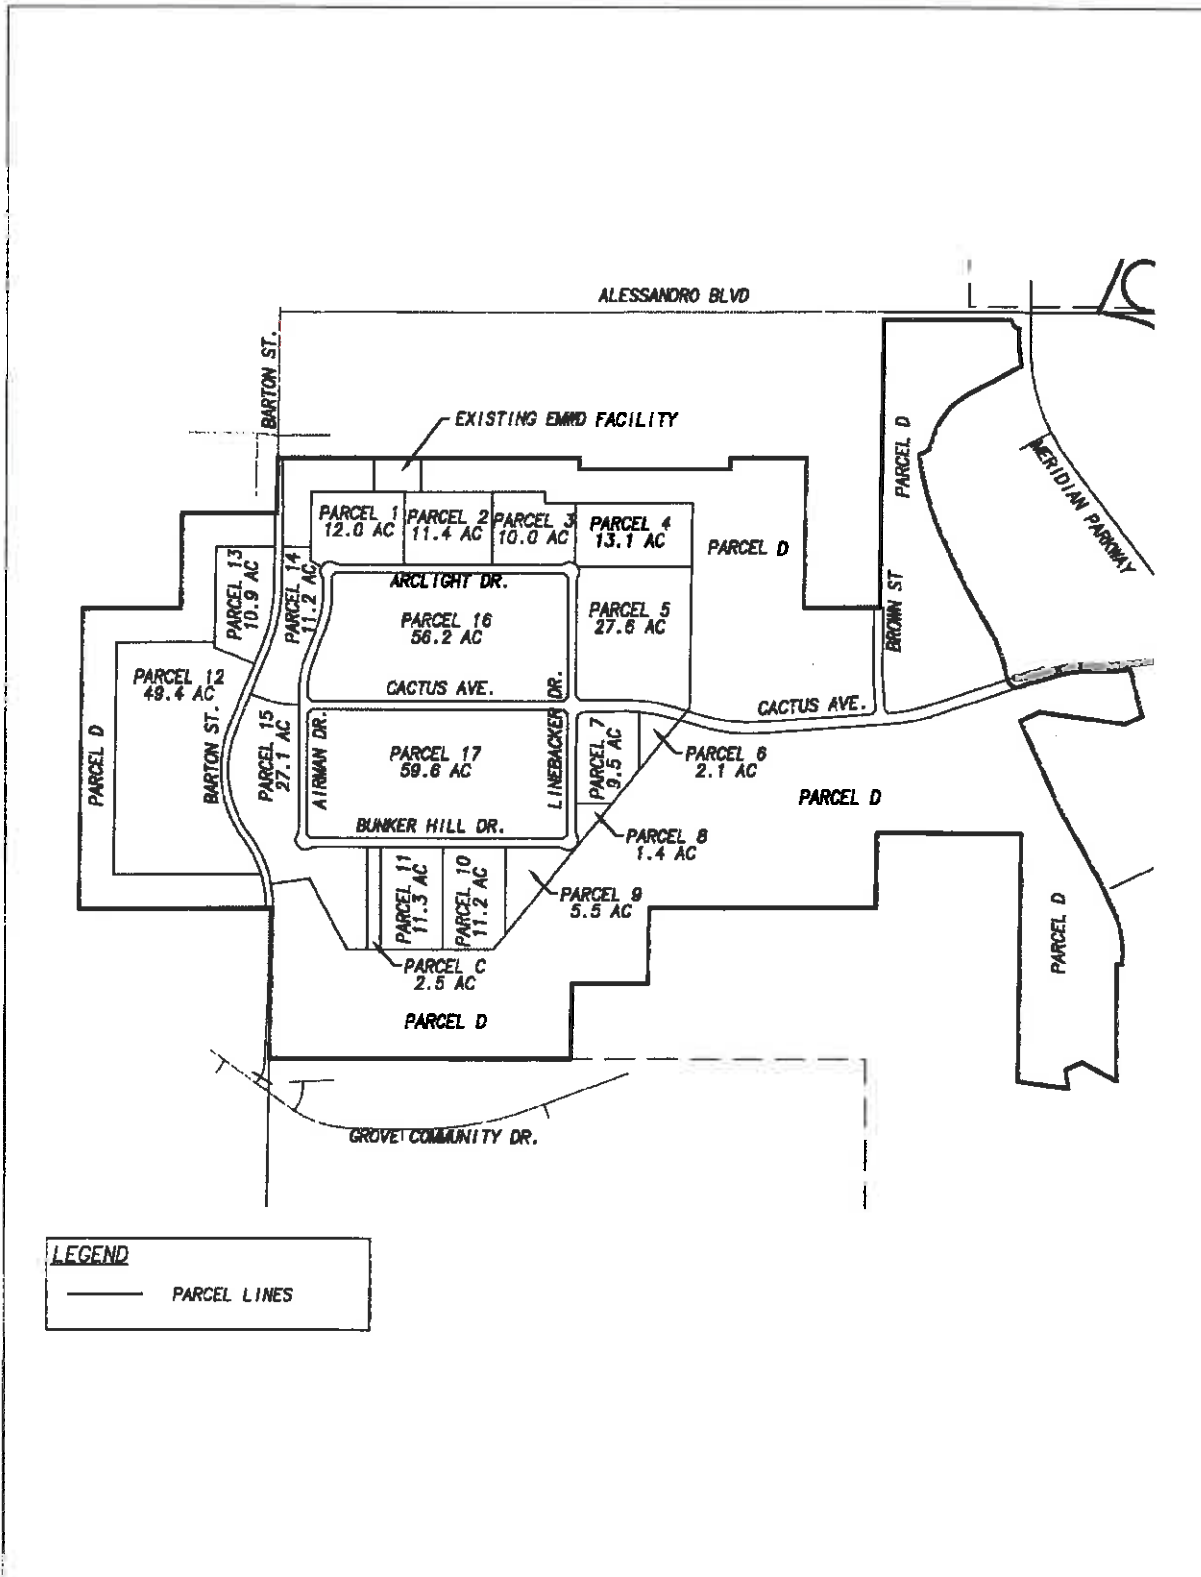 ALESSANDRO BLVD
BARTON ST.
EXISTING EMWD FACILITY
PARCEL D
MERIDIAN PARKWAY
PARCEL 1
12.0 AC
PARCEL 2
11.4 AC
PARCEL 3
10.0 AC
PARCEL 4
13.1 AC
PARCEL D
PARCEL 13
10.9 AC
PARCEL 14
11.2 AC
ARCLIGHT DR.
PARCEL 16
56.2 AC
PARCEL 5
27.6 AC
BROWN ST
PARCEL 12
49.4 AC
CACTUS AVE.
CACTUS AVE.
PARCEL D
BARTON ST.
PARCEL 15
27.1 AC
AIRMAN DR.
PARCEL 17
59.6 AC
LINEBACKER DR.
PARCEL 7
9.5 AC
PARCEL 6
2.1 AC
PARCEL D
BUNKER HILL DR.
PARCEL 8
1.4 AC
PARCEL 11
11.3 AC
PARCEL 10
11.2 AC
PARCEL 9
5.5 AC
PARCEL D
PARCEL C
2.5 AC
PARCEL D
GROVE COMMUNITY DR.
LEGEND
PARCEL LINES